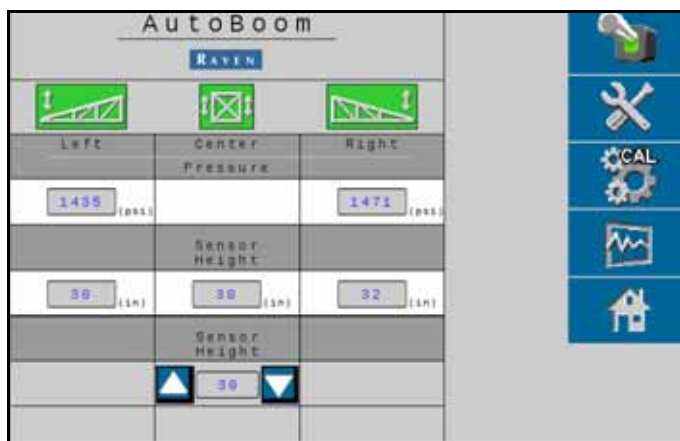 AutoBoom
RAVEN
Left Center Right
Pressure
1435 (psi) 1471 (psi)
Sensor
Height
30 (in) 30 (in) 32 (in)
Sensor
Height
30
CAL